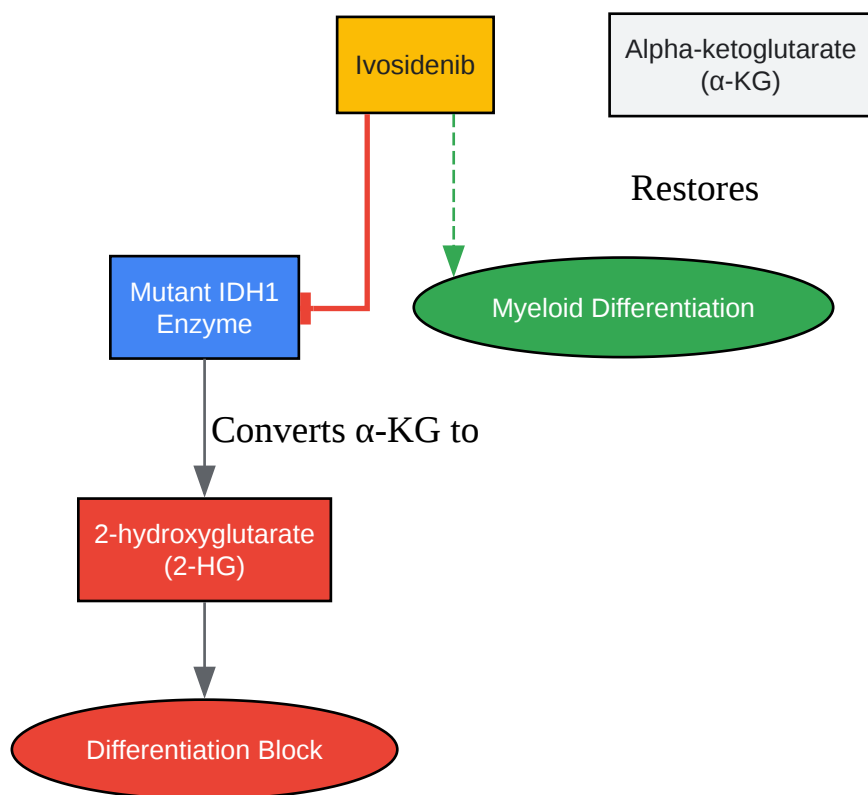 Ivosidenib
Alpha-ketoglutarate
(α-KG)
Restores
Mutant IDH1
Enzyme
Myeloid Differentiation
Converts α-KG to
2-hydroxyglutarate
(2-HG)
Differentiation Block